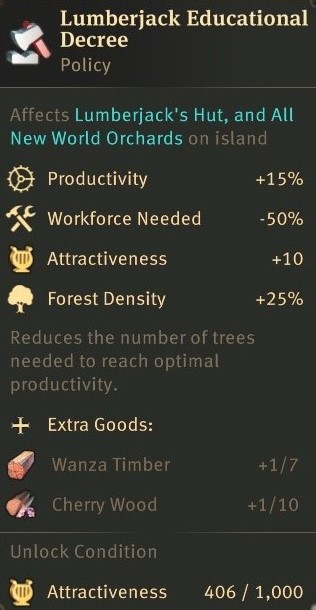 Lumberjack Educational
Decree
Policy
Affects Lumberjack's Hut, and All
New World Orchards on island
Productivity +15%
Workforce Needed -50%
Attractiveness +10
Forest Density +25%
Reduces the number of trees
needed to reach optimal
productivity.
Extra Goods:
Wanza Timber +1/7
Cherry Wood +1/10
Unlock Condition
Attractiveness 406 / 1,000